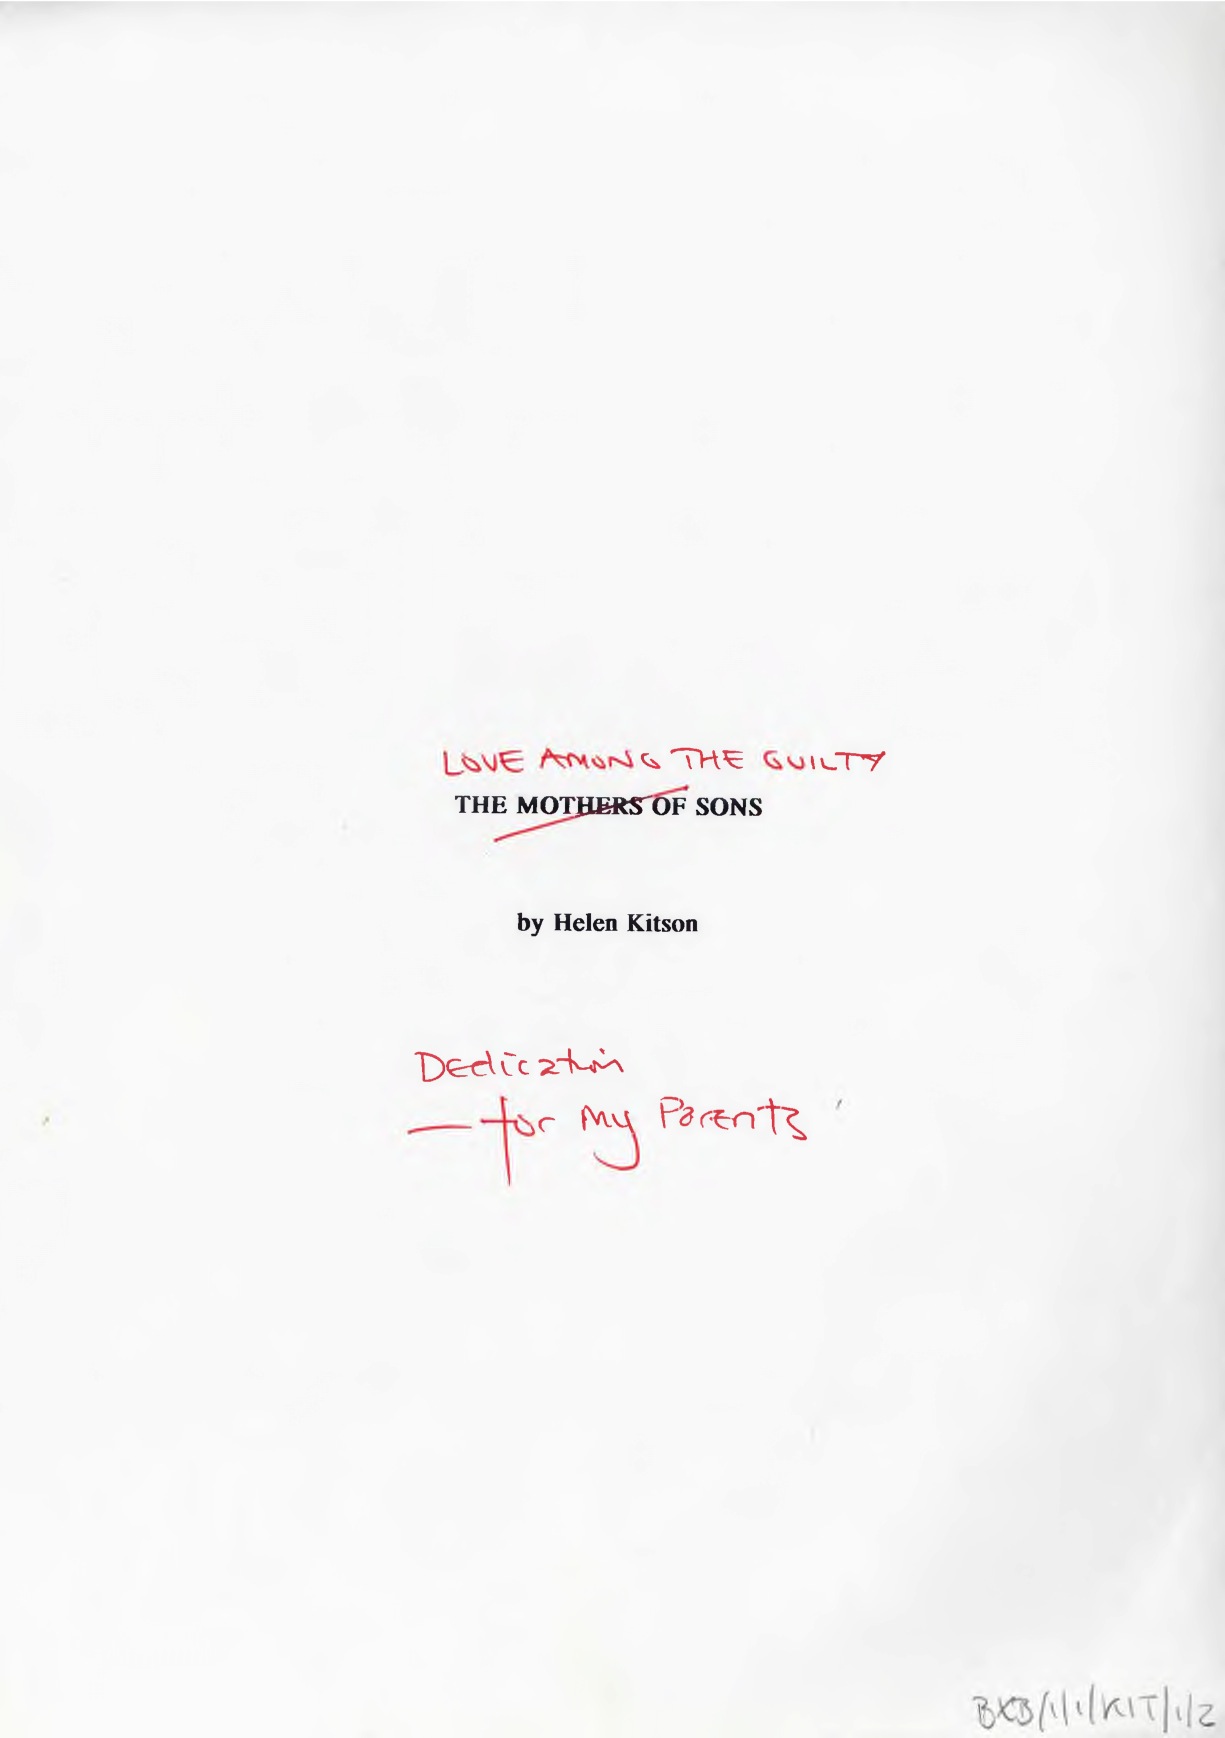 LOVE AMONG THE GUILTY
THE MOTHERS OF SONS
by Helen Kitson
Dedication
— for my Parents
BXB/1/1/KIT/1/2